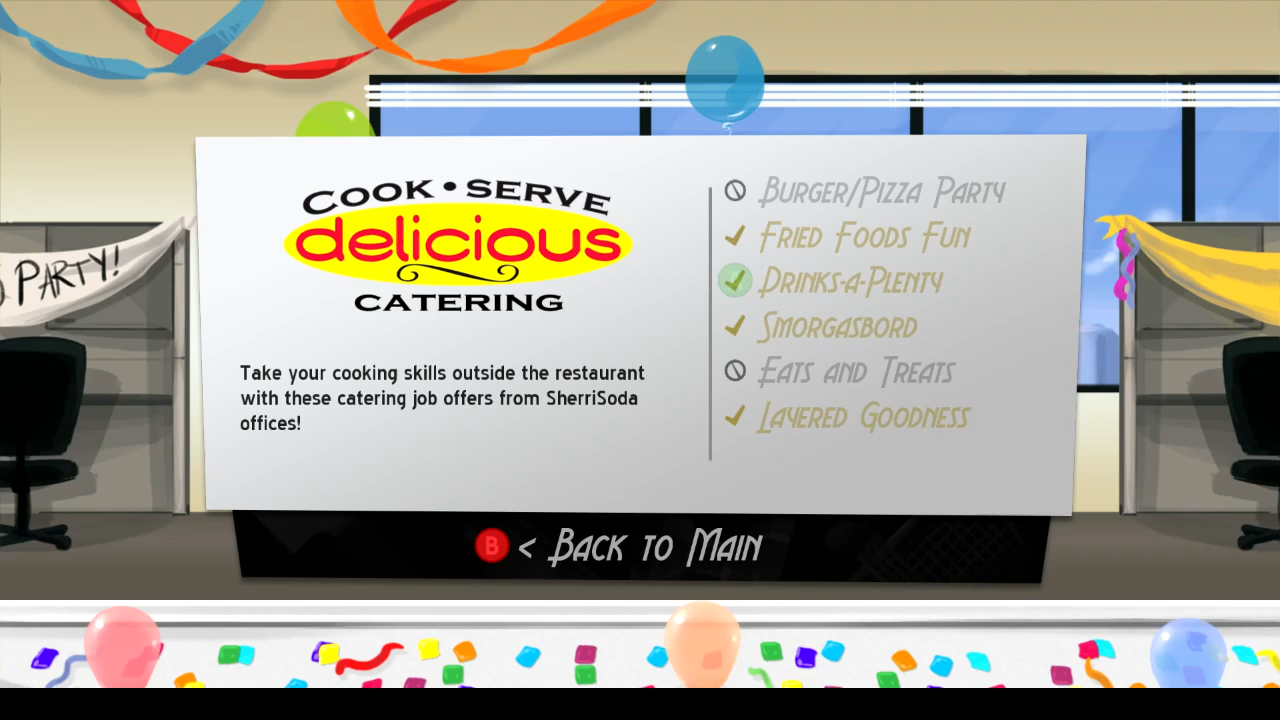 PARTY!
COOK • SERVE
delicious
CATERING
Take your cooking skills outside the restaurant
with these catering job offers from SherriSoda
offices!
BURGER/PIZZA PARTY
FRIED FOODS FUN
DRINKS-A-PLENTY
SMORGASBORD
EATS AND TREATS
LAYERED GOODNESS
B < BACK TO MAIN